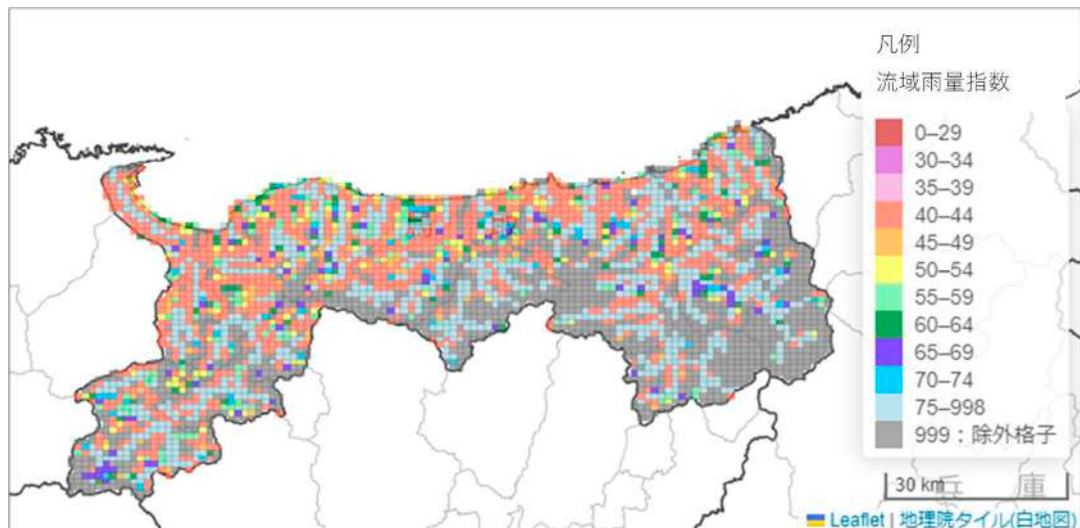 凡例
流域雨量指数
0–29
30–34
35–39
40–44
45–49
50–54
55–59
60–64
65–69
70–74
75–998
999：除外格子
30 km
兵 庫
Leaflet | 地理院タイル(白地図)